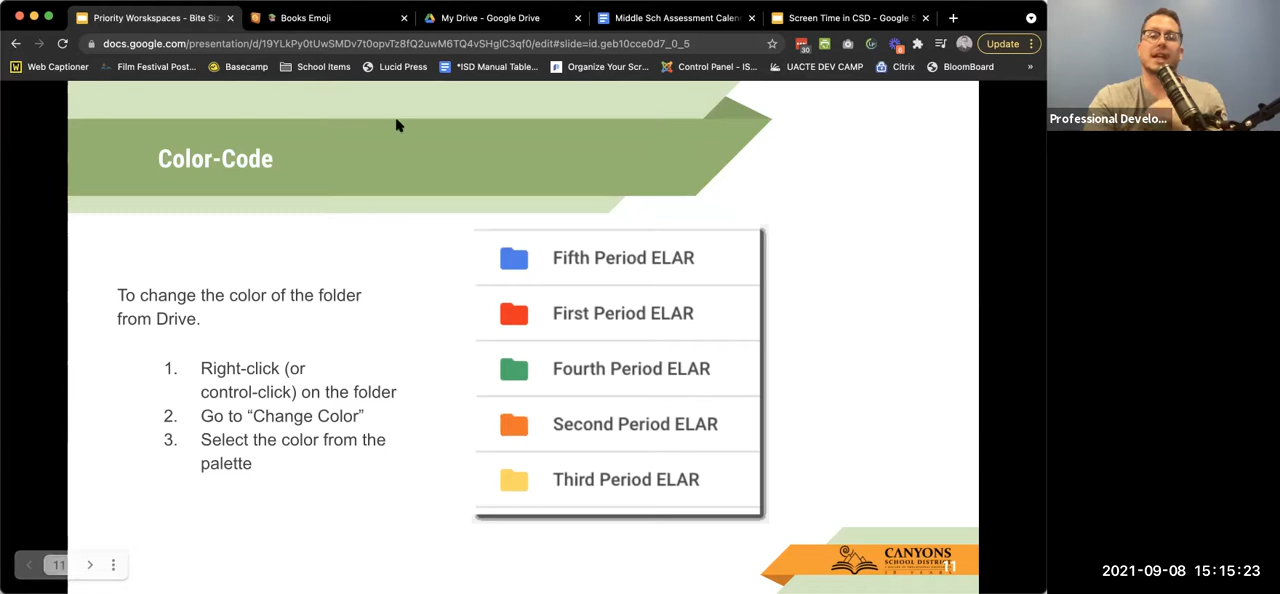 Priority Worskspaces - Bite Siz
Books Emoji
My Drive - Google Drive
Middle Sch Assessment Calen
Screen Time in CSD - Google S
docs.google.com/presentation/d/19YLkPy0tUwSMDv7t0opvTz8fQ2uwM6TQ4vSHglC3qf0/edit#slide=id.geb10cce0d7_0_5
30
6
Update
Web Captioner
Film Festival Post...
Basecamp
School Items
Lucid Press
*ISD Manual Table...
Organize Your Scr...
Control Panel - IS...
UACTE DEV CAMP
Citrix
BloomBoard
»
Professional Develo...
Color-Code
To change the color of the folder
from Drive.
1. Right-click (or
control-click) on the folder
2. Go to “Change Color”
3. Select the color from the
palette
Fifth Period ELAR
First Period ELAR
Fourth Period ELAR
Second Period ELAR
Third Period ELAR
11
CANYONS
SCHOOL DISTRICT
11
2021-09-08 15:15:23